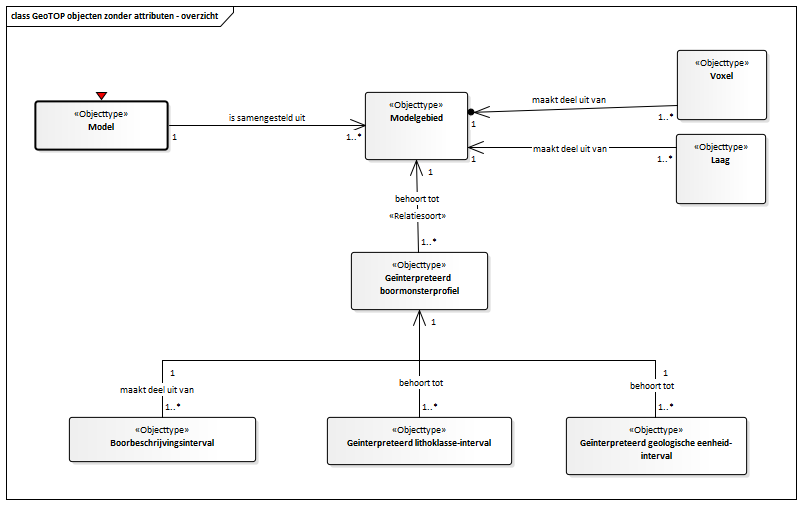 class GeoTOP objecten zonder attributen - overzicht
«Objecttype»
Voxel
maakt deel uit van
1
1..*
«Objecttype»
Model
is samengesteld uit
1
1..*
«Objecttype»
Modelgebied
«Objecttype»
Laag
maakt deel uit van
1
1..*
1
behoort tot
«Relatiesoort»
1..*
«Objecttype»
Geïnterpreteerd
boormonsterprofiel
1
1
maakt deel uit van
1..*
behoort tot
1..*
1
behoort tot
1..*
«Objecttype»
Boorbeschrijvingsinterval
«Objecttype»
Geïnterpreteerd lithoklasse-interval
«Objecttype»
Geïnterpreteerd geologische eenheid-
interval